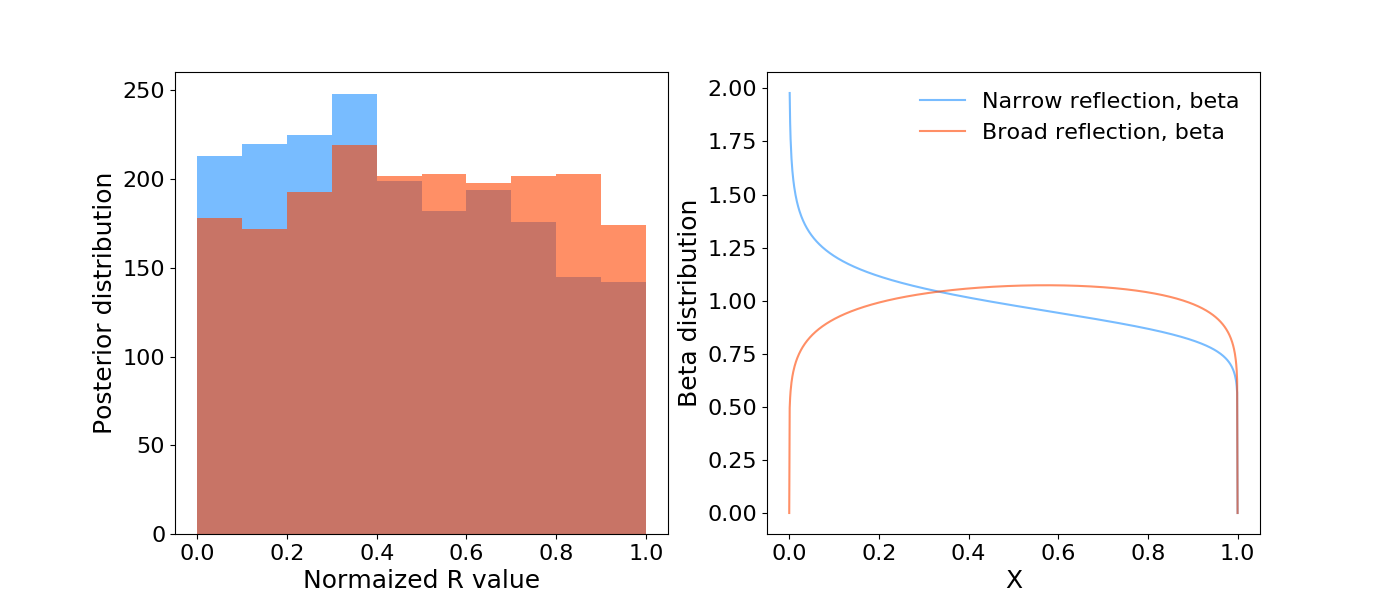 250
200
150
100
50
0
0.0 0.2 0.4 0.6 0.8 1.0
Normaized R value
Posterior distribution
2.00
1.75
1.50
1.25
1.00
0.75
0.50
0.25
0.00
0.0 0.2 0.4 0.6 0.8 1.0
X
Beta distribution
Narrow reflection, beta
Broad reflection, beta